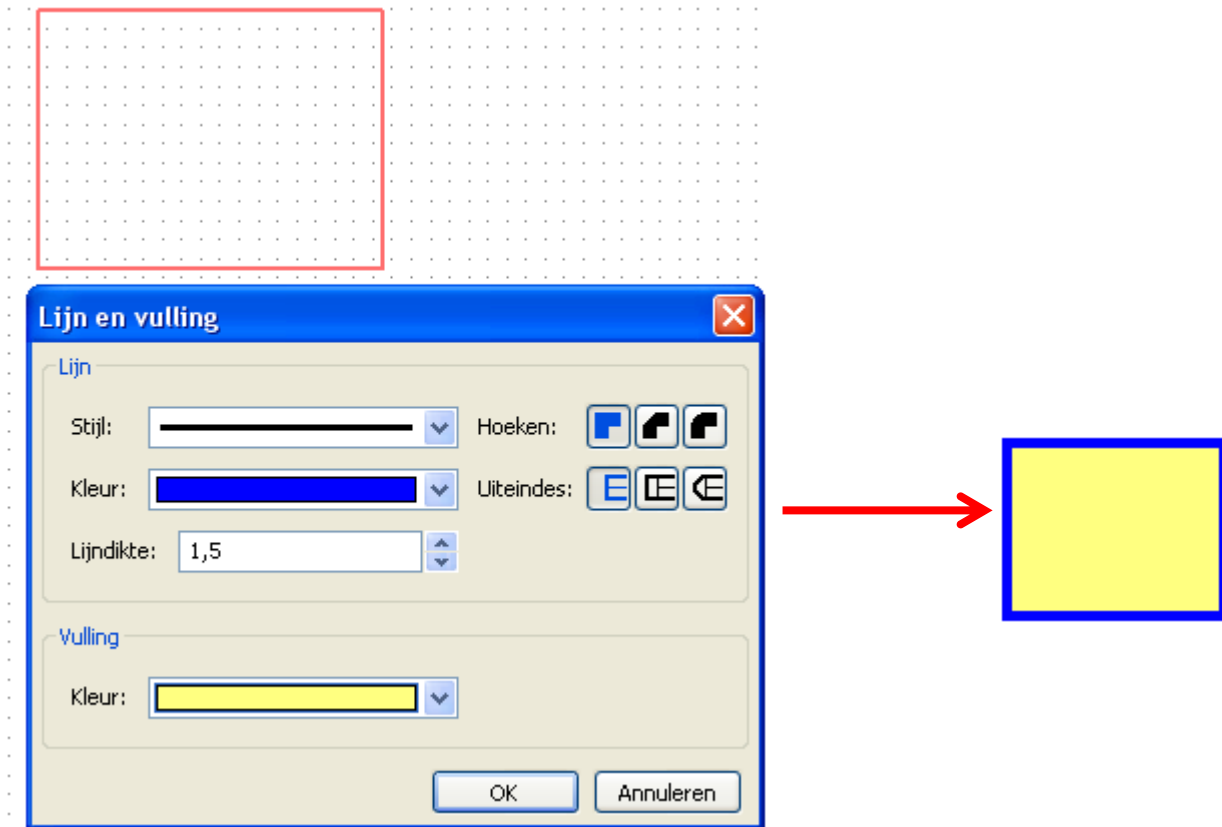 Lijn en vulling
Lijn
Stijl:
Hoeken:
Kleur:
Uiteindes:
Lijndikte: 1,5
Vulling
Kleur:
OK
Annuleren